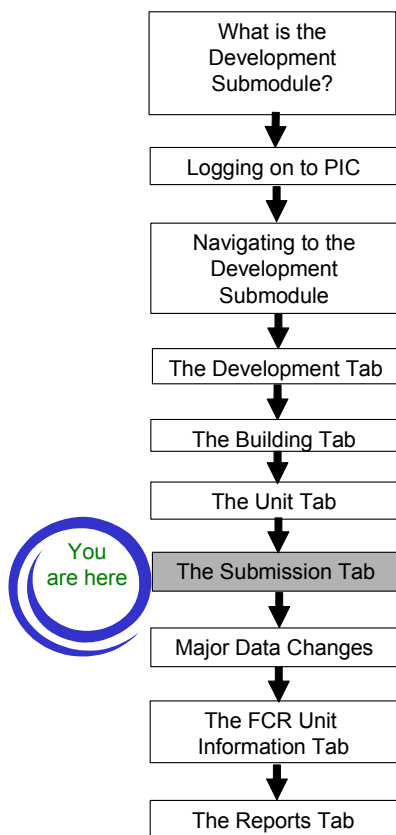 What is the
Development
Submodule?
Logging on to PIC
Navigating to the
Development
Submodule
The Development Tab
The Building Tab
The Unit Tab
You
are here
The Submission Tab
Major Data Changes
The FCR Unit
Information Tab
The Reports Tab